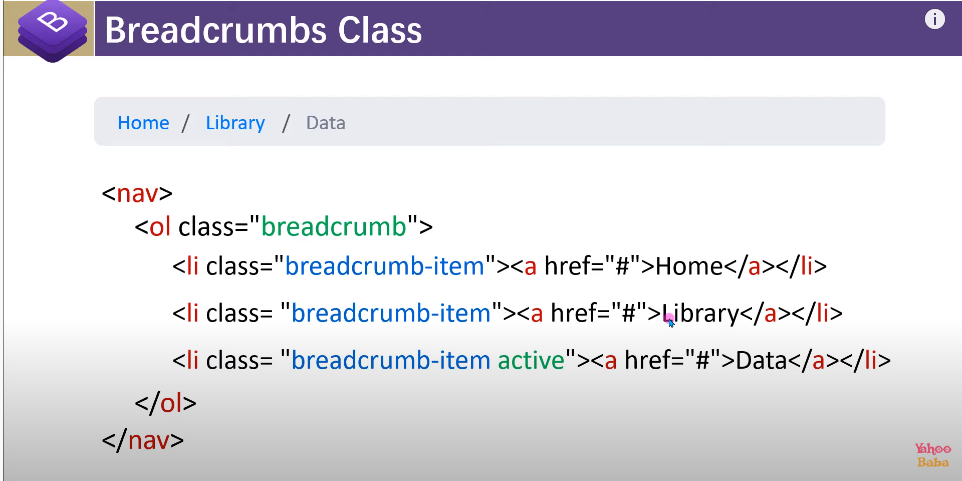 B
Breadcrumbs Class
i
Home / Library / Data
<nav>
<ol class="breadcrumb">
<li class="breadcrumb-item"><a href="#">Home</a></li>
<li class= "breadcrumb-item"><a href="#">Library</a></li>
<li class= "breadcrumb-item active"><a href="#">Data</a></li>
</ol>
</nav>
Yahoo
Baba